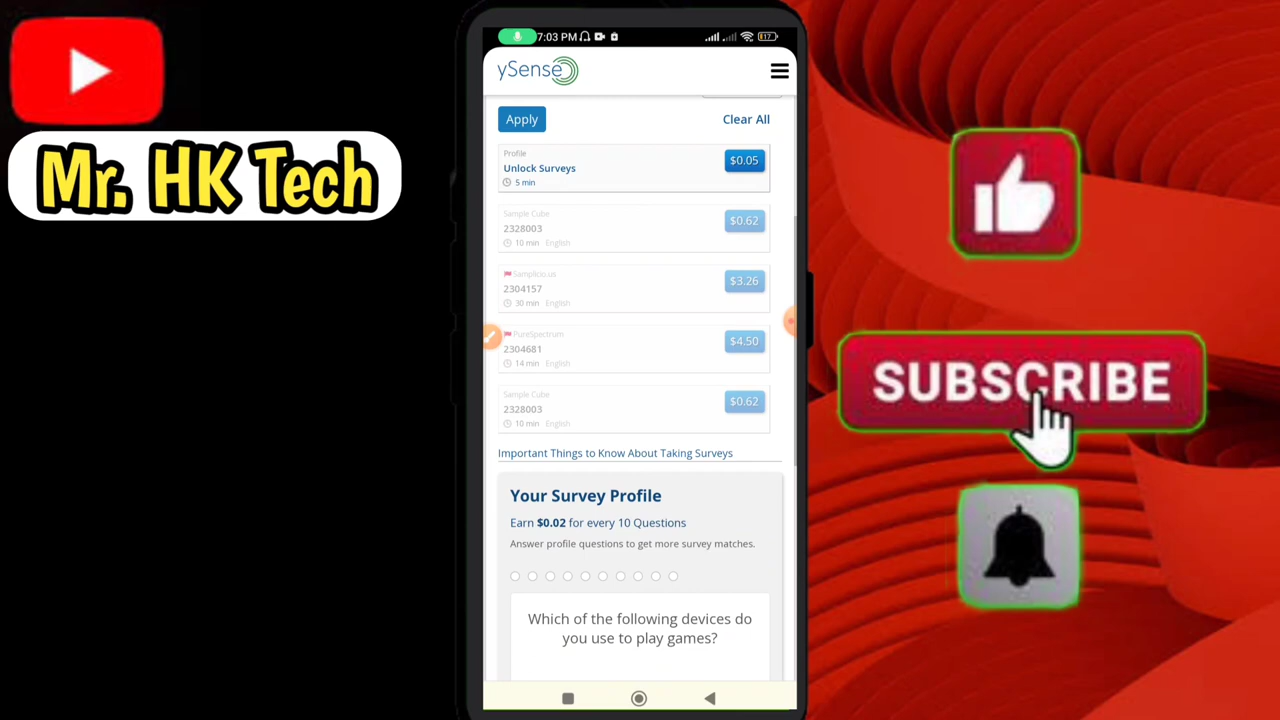 Mr. HK Tech
7:03 PM
17
ySense
Apply
Clear All
Profile
Unlock Surveys
$0.05
5 min
Sample Cube
2328003
$0.62
10 min English
Samplicio.us
2304157
$3.26
30 min English
PureSpectrum
2304681
$4.50
14 min English
Sample Cube
2328003
$0.62
10 min English
Important Things to Know About Taking Surveys
Your Survey Profile
Earn $0.02 for every 10 Questions
Answer profile questions to get more survey matches.
Which of the following devices do
you use to play games?
SUBSCRIBE